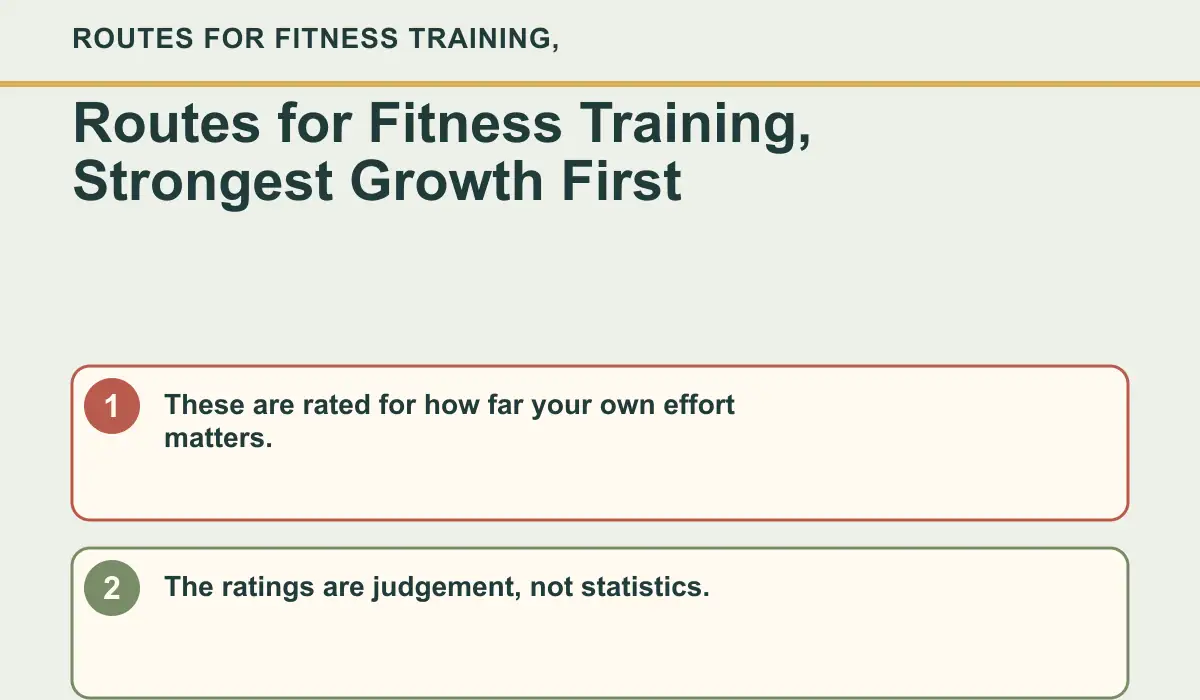 ROUTES FOR FITNESS TRAINING,
Routes for Fitness Training,
Strongest Growth First
1
These are rated for how far your own effort
matters.
2
The ratings are judgement, not statistics.